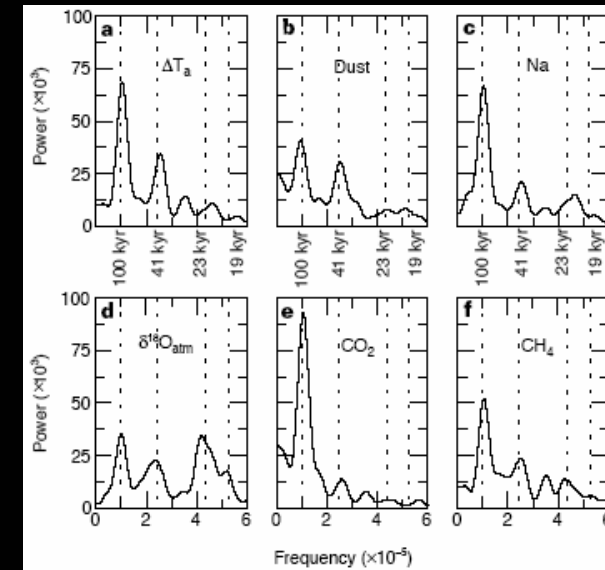 100 a b c
ΔTa Dust Na
Power (×10³)
75
50
25
0
100 kyr 41 kyr 23 kyr 19 kyr 100 kyr 41 kyr 23 kyr 19 kyr 100 kyr 41 kyr 23 kyr 19 kyr
100 d e f
δ¹⁸Oatm CO₂ CH₄
Power (×10³)
75
50
25
0
0 2 4 6 0 2 4 6 0 2 4 6
Frequency (×10⁻⁵)